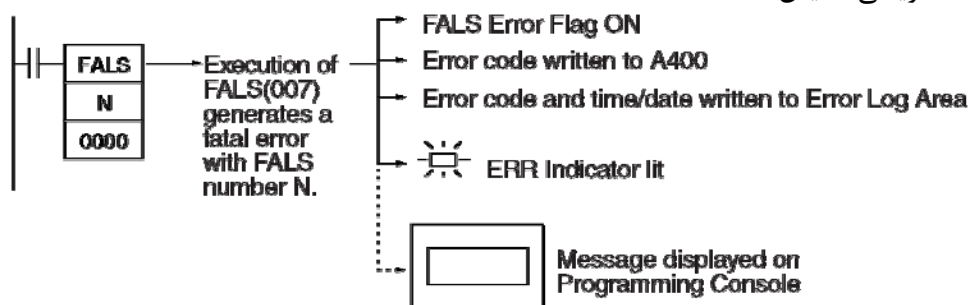 FALS Error Flag ON
FALS
N
0000
Execution of
FALS(007)
generates a
fatal error
with FALS
number N.
Error code written to A400
Error code and time/date written to Error Log Area
ERR Indicator lit
Message displayed on
Programming Console